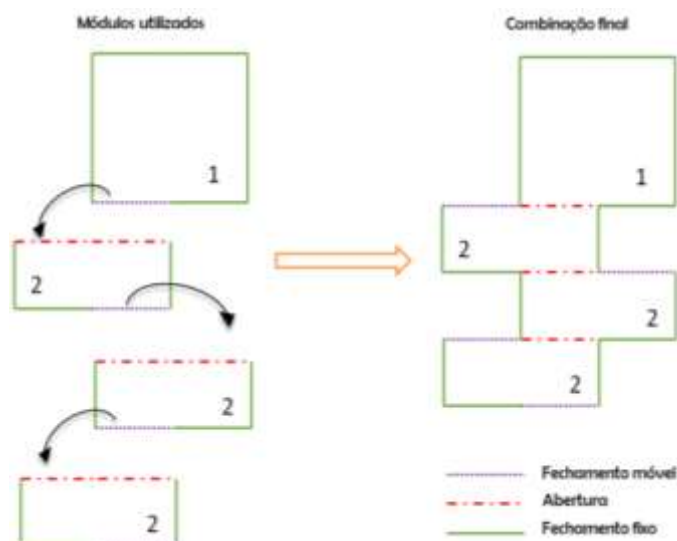 Módulos utilizados
Combinação final
1
1
2
2
2
2
2
2
Fechamento móvel
Abertura
Fechamento fixo